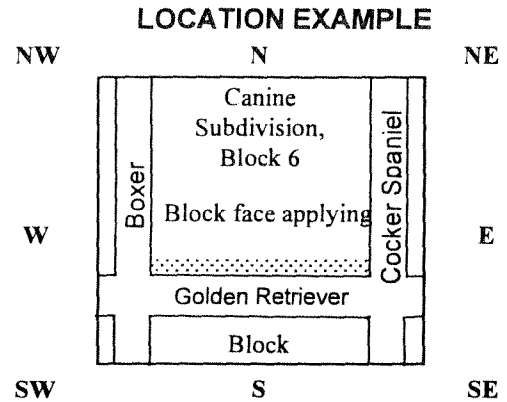 LOCATION EXAMPLE
NW N NE
Canine
Subdivision,
Block 6
Boxer
Cocker Spaniel
Block face applying
W E
Golden Retriever
Block
SW S SE